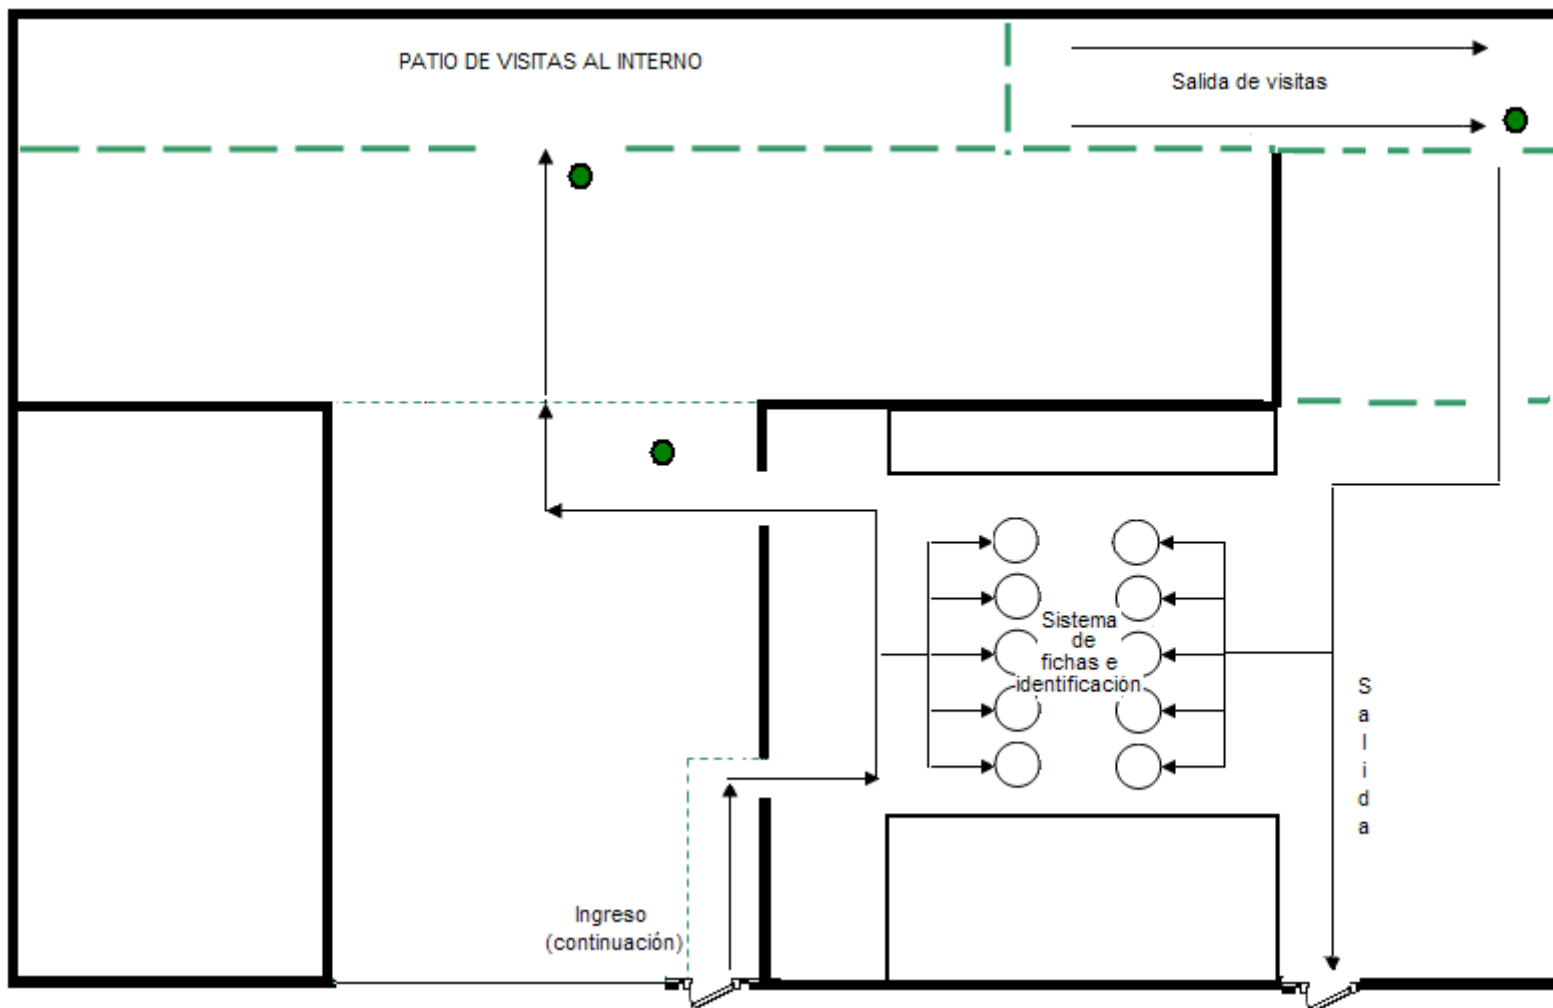 PATIO DE VISITAS AL INTERNO
Salida de visitas
Sistema
de
fichas e
identificación
S
a
l
i
d
a
Ingreso
(continuación)